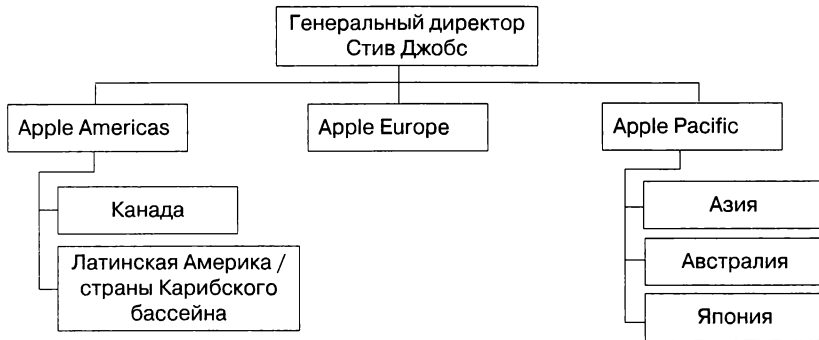 Генеральный директор
Стив Джобс
Apple Americas
Apple Europe
Apple Pacific
Канада
Латинская Америка /
страны Карибского
бассейна
Азия
Австралия
Япония